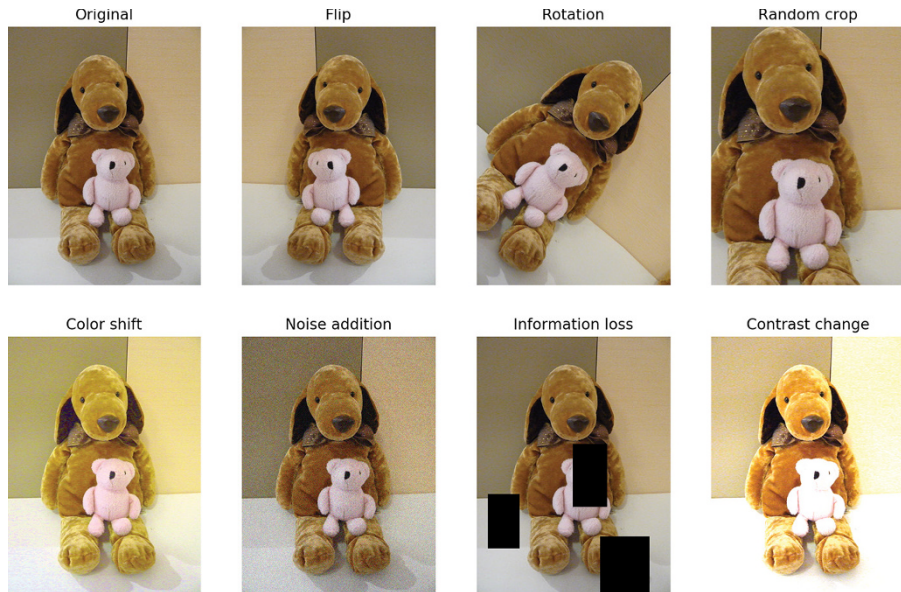 Original
Flip
Rotation
Random crop
Color shift
Noise addition
Information loss
Contrast change